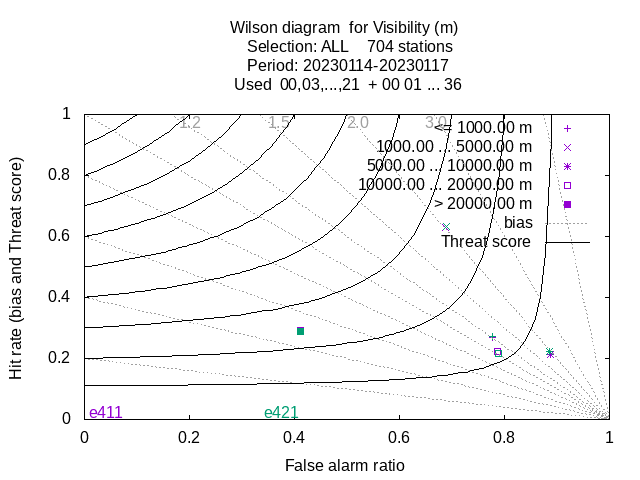 Wilson diagram  for Visibility (m)
Selection: ALL    704 stations
Period: 20230114-20230117
Used  00,03,...,21  + 00 01 ... 36
Hit rate (bias and Threat score)
1
0.8
0.6
0.4
0.2
0
1.2
1.5
2.0
3.0
<= 1000.00 m
1000.00 ... 5000.00 m
5000.00 ... 10000.00 m
10000.00 ... 20000.00 m
> 20000.00 m
bias
Threat score
e411
e421
0
0.2
0.4
0.6
0.8
1
False alarm ratio